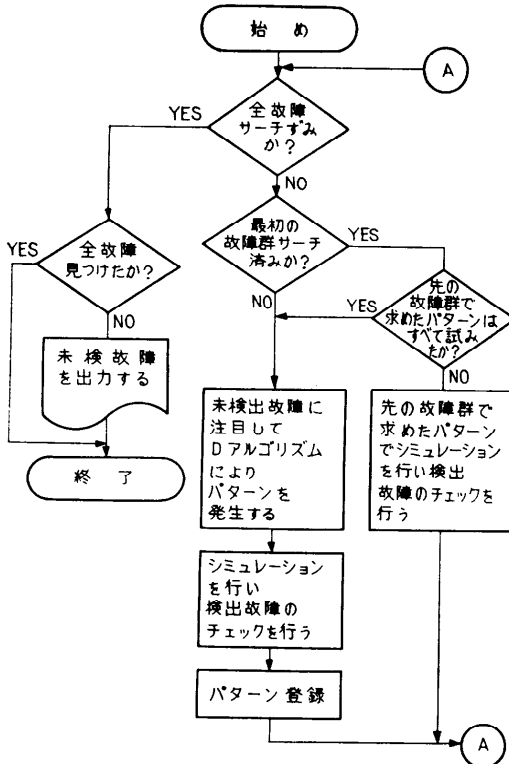 始め
A
全故障
サーチずみ
か?
YES
NO
最初の
故障群サーチ
済みか?
YES
NO
全故障
見つけたか?
YES
NO
先の
故障群で
求めたパターンは
すべて試み
たか?
YES
NO
未検故障
を出力する
終了
未検出故障に
注目して
Dアルゴリズム
により
パターンを
発生する
先の故障群で
求めたパターン
でシミュレーション
を行い検出
故障のチェックを
行う
シミュレーション
を行い
検出故障の
チェックを行う
パターン登録
A